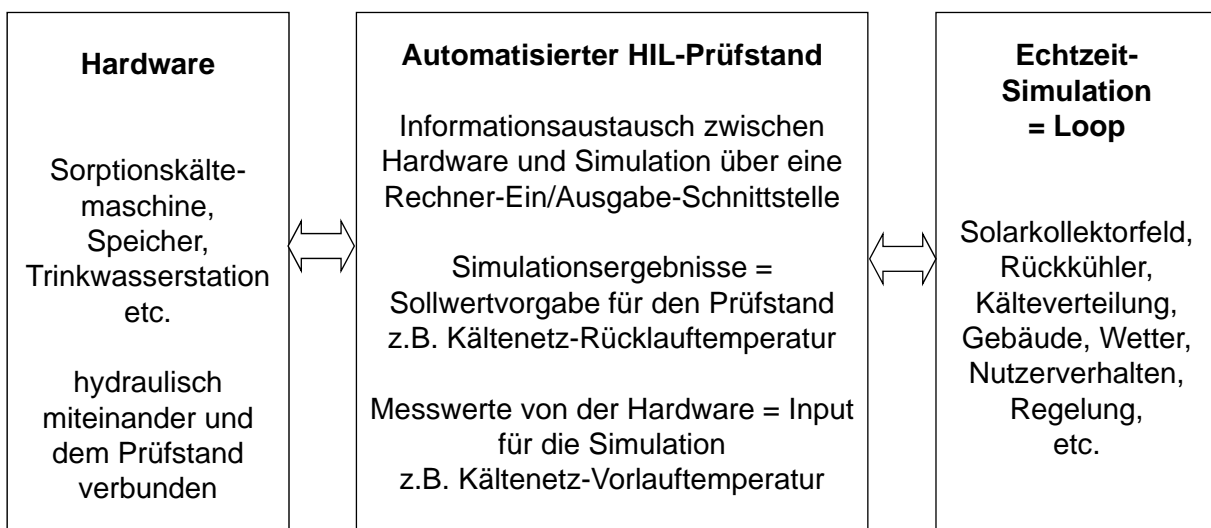 Hardware
Sorptionskälte-
maschine,
Speicher,
Trinkwasserstation
etc.
hydraulisch
miteinander und
dem Prüfstand
verbunden
Automatisierter HIL-Prüfstand
Informationsaustausch zwischen
Hardware und Simulation über eine
Rechner-Ein/Ausgabe-Schnittstelle
Simulationsergebnisse =
Sollwertvorgabe für den Prüfstand
z.B. Kältenetz-Rücklauftemperatur
Messwerte von der Hardware = Input
für die Simulation
z.B. Kältenetz-Vorlauftemperatur
Echtzeit-
Simulation
= Loop
Solarkollektorfeld,
Rückkühler,
Kälteverteilung,
Gebäude, Wetter,
Nutzerverhalten,
Regelung,
etc.